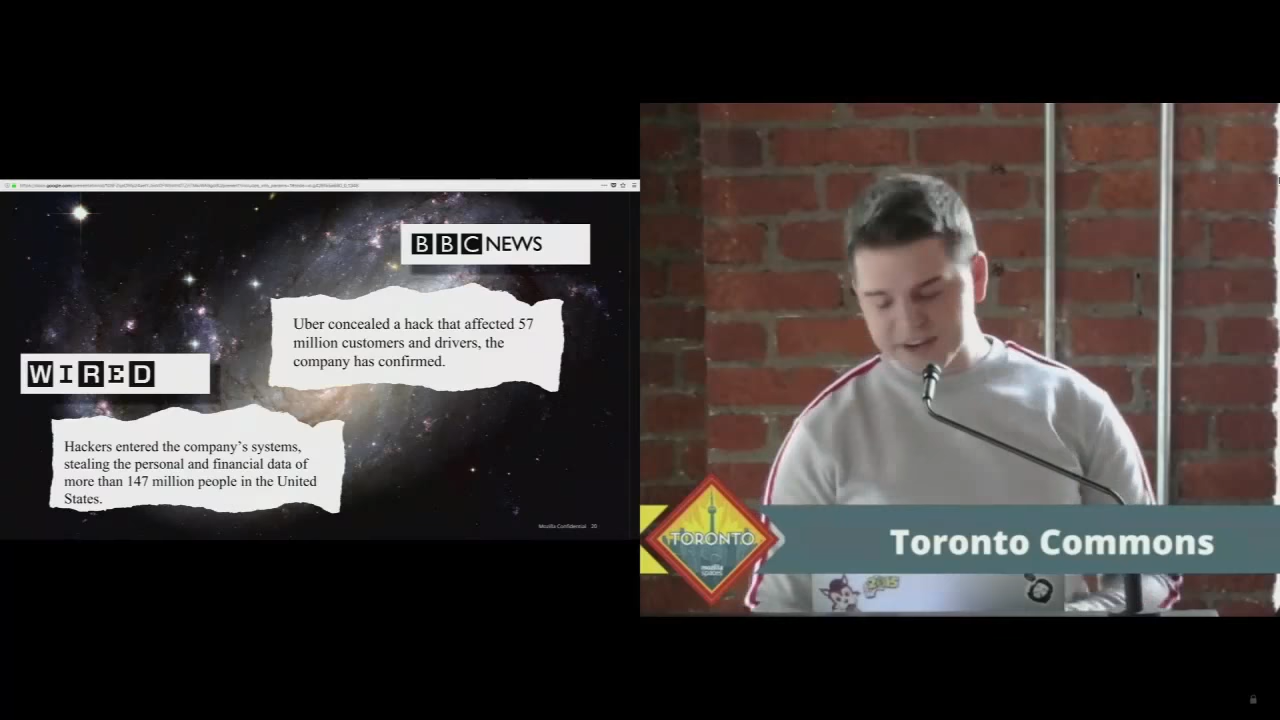 BBC NEWS
Uber concealed a hack that affected 57
million customers and drivers, the
company has confirmed.
WIRED
Hackers entered the company's systems,
stealing the personal and financial data of
more than 147 million people in the United
States.
Mozilla Confidential 20
TORONTO
mozilla
spaces
Toronto Commons